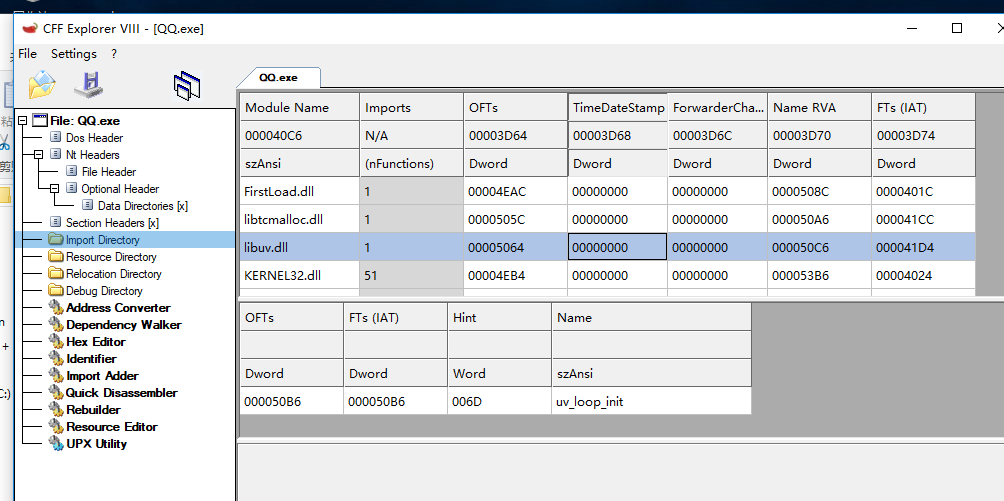 CFF Explorer VIII - [QQ.exe]
File Settings ?
QQ.exe
File: QQ.exe
Dos Header
Nt Headers
File Header
Optional Header
Data Directories [x]
Section Headers [x]
Import Directory
Resource Directory
Relocation Directory
Debug Directory
Address Converter
Dependency Walker
Hex Editor
Identifier
Import Adder
Quick Disassembler
Rebuilder
Resource Editor
UPX Utility
Module Name Imports OFTs TimeDateStamp ForwarderCha... Name RVA FTs (IAT)
000040C6 N/A 00003D64 00003D68 00003D6C 00003D70 00003D74
szAnsi (nFunctions) Dword Dword Dword Dword Dword
FirstLoad.dll 1 00004EAC 00000000 00000000 0000508C 0000401C
libtcmalloc.dll 1 0000505C 00000000 00000000 000050A6 000041CC
libuv.dll 1 00005064 00000000 00000000 000050C6 000041D4
KERNEL32.dll 51 00004EB4 00000000 00000000 000053B6 00004024
OFTs FTs (IAT) Hint Name
Dword Dword Word szAnsi
000050B6 000050B6 006D uv_loop_init
粘
剪
n
+
C:)